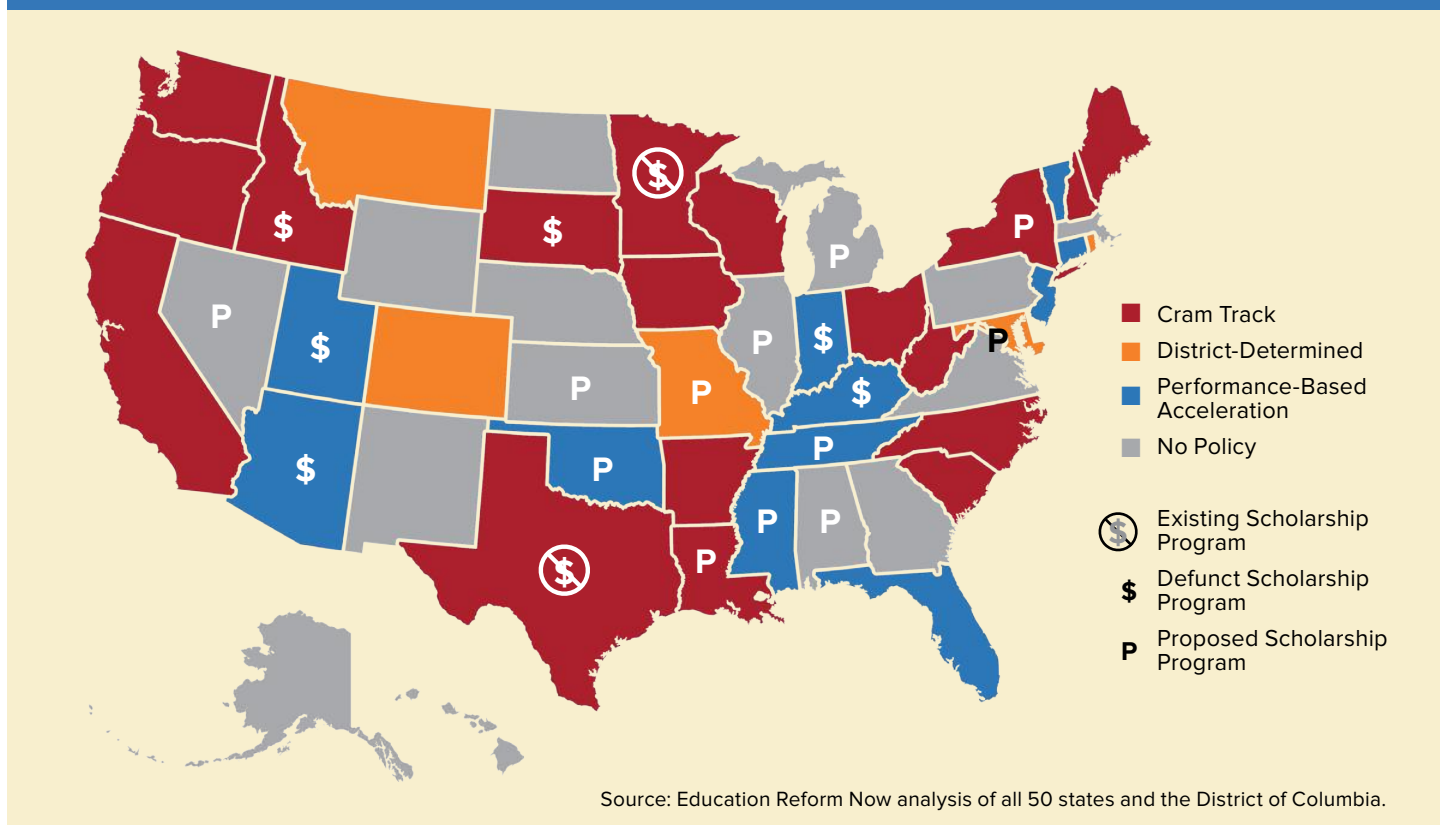 P
$
$
P
P
$
P
P
$
P
P
$
$
P
$
P
P
P
P
P
$
$
Cram Track
District-Determined
Performance-Based
Acceleration
No Policy
$
Existing Scholarship
Program
$
Defunct Scholarship
Program
P
Proposed Scholarship
Program
Source: Education Reform Now analysis of all 50 states and the District of Columbia.